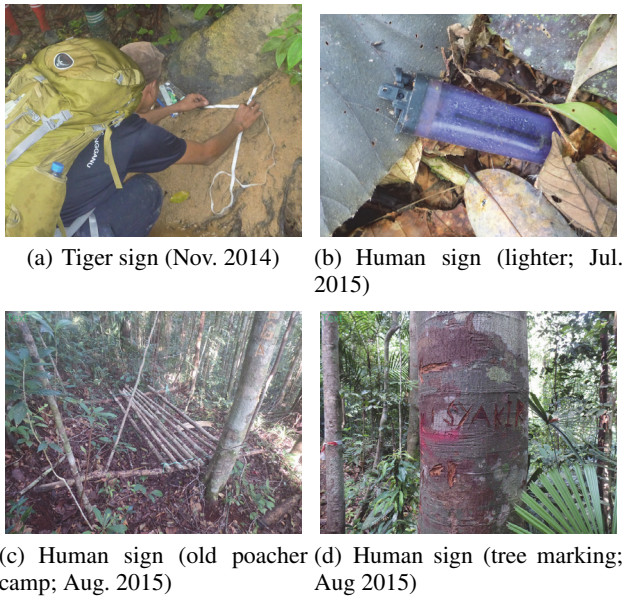 (a) Tiger sign (Nov. 2014)
(b) Human sign (lighter; Jul.
2015)
SYAKIR
(c) Human sign (old poacher
camp; Aug. 2015)
(d) Human sign (tree marking;
Aug 2015)